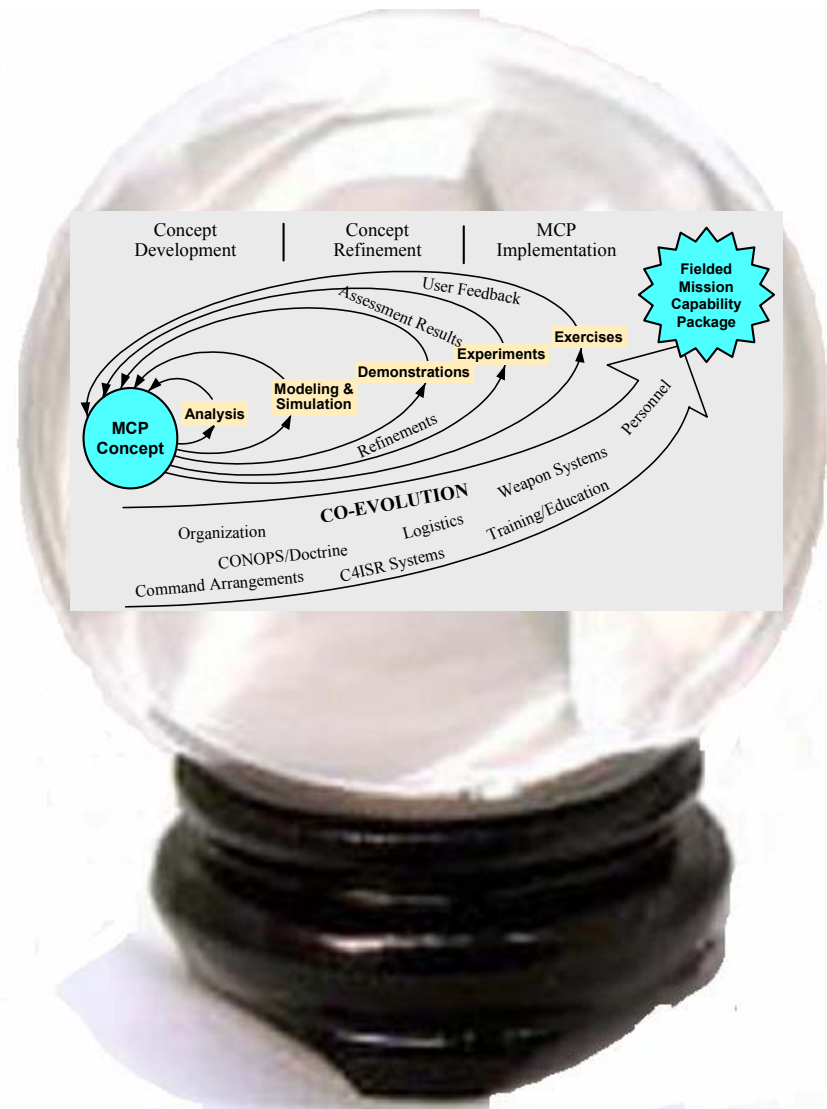 Concept
Development
Concept
Refinement
MCP
Implementation
Fielded
Mission
Capability
Package
User Feedback
Assessment Results
Exercises
Experiments
Demonstrations
Modeling &
Simulation
Analysis
MCP
Concept
Refinements
Personnel
Weapon Systems
CO-EVOLUTION
Training/Education
Logistics
Organization
CONOPS/Doctrine
C4ISR Systems
Command Arrangements